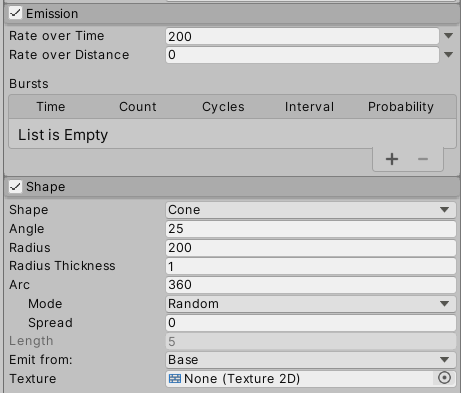 Emission
Rate over Time 200
Rate over Distance 0
Bursts
Time Count Cycles Interval Probability
List is Empty
+ −
Shape
Shape Cone
Angle 25
Radius 200
Radius Thickness 1
Arc 360
Mode Random
Spread 0
Length 5
Emit from: Base
Texture None (Texture 2D)